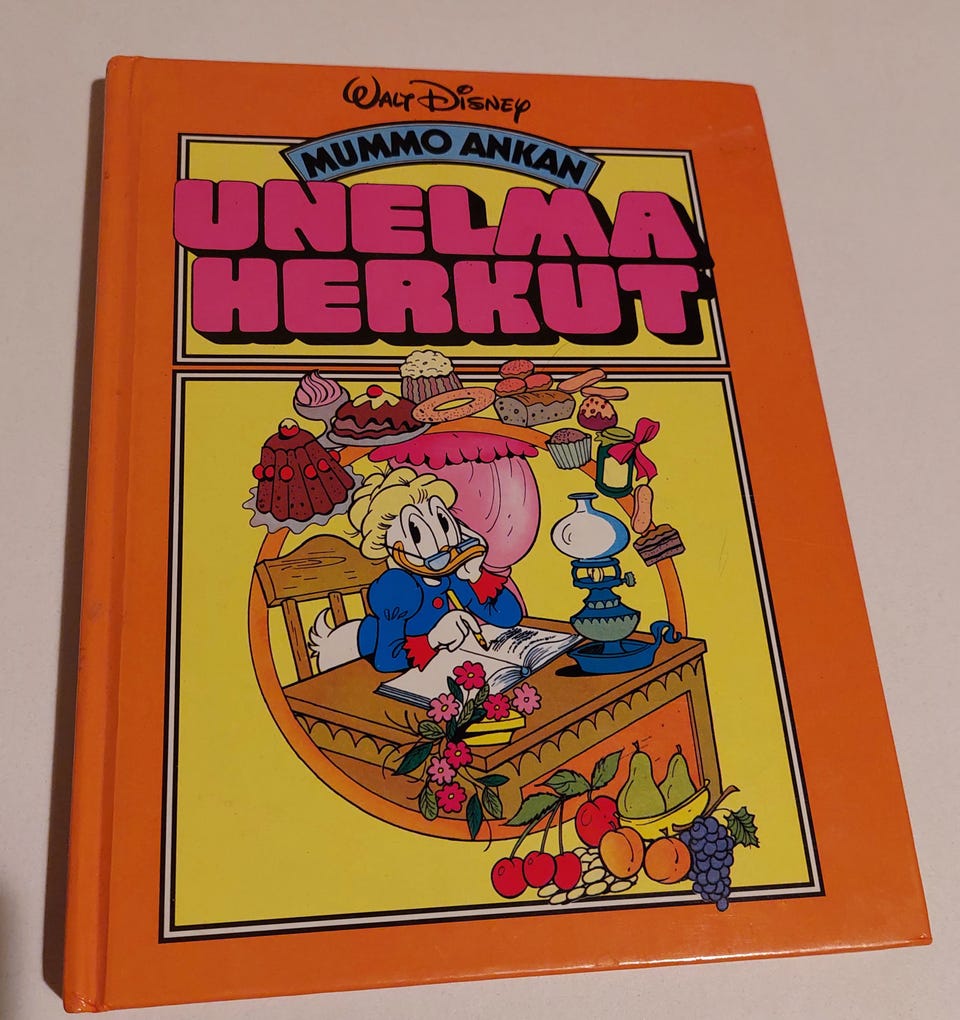 WALT DISNEY
MUMMO ANKAN
UNELMA
HERKUT